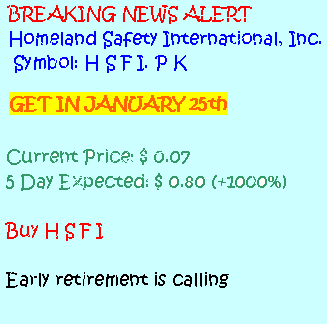 BREAKING NEWS ALERT
Homeland Safety International, Inc.
Symbol: H S F I. P K
GET IN JANUARY 25th
Current Price: $ 0.07
5 Day Expected: $ 0.80 (+1000%)
Buy H S F I
Early retirement is calling